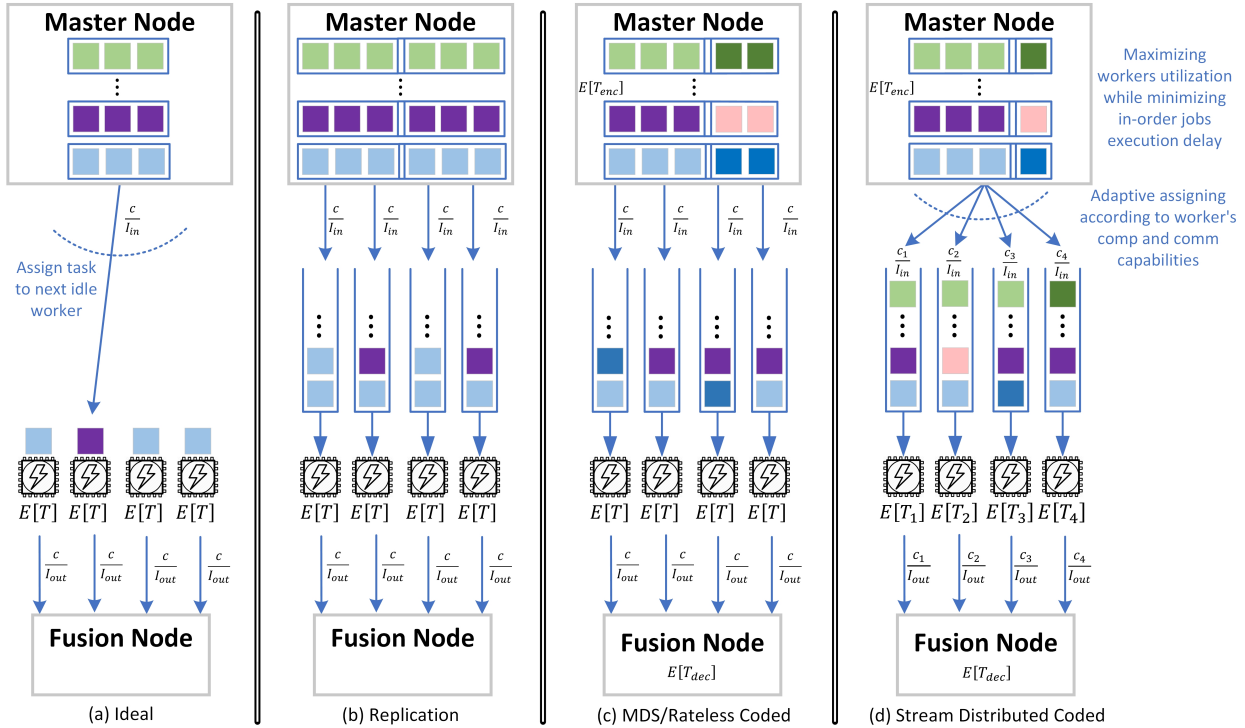 Master Node
⋮
c/I_in
Assign task
to next idle
worker
E[T] E[T] E[T] E[T]
c/I_out c/I_out c/I_out c/I_out
Fusion Node
(a) Ideal
Master Node
⋮
c/I_in c/I_in c/I_in c/I_in
⋮ ⋮ ⋮ ⋮
E[T] E[T] E[T] E[T]
c/I_out c/I_out c/I_out c/I_out
Fusion Node
(b) Replication
Master Node
E[T_enc] ⋮
c/I_in c/I_in c/I_in c/I_in
⋮ ⋮ ⋮ ⋮
E[T] E[T] E[T] E[T]
c/I_out c/I_out c/I_out c/I_out
Fusion Node
E[T_dec]
(c) MDS/Rateless Coded
Master Node
E[T_enc] ⋮
Maximizing
workers utilization
while minimizing
in-order jobs
execution delay
Adaptive assigning
according to worker's
comp and comm
capabilities
c_1/I_in c_2/I_in c_3/I_in c_4/I_in
⋮ ⋮ ⋮ ⋮
E[T_1] E[T_2] E[T_3] E[T_4]
c_1/I_out c_2/I_out c_3/I_out c_4/I_out
Fusion Node
E[T_dec]
(d) Stream Distributed Coded